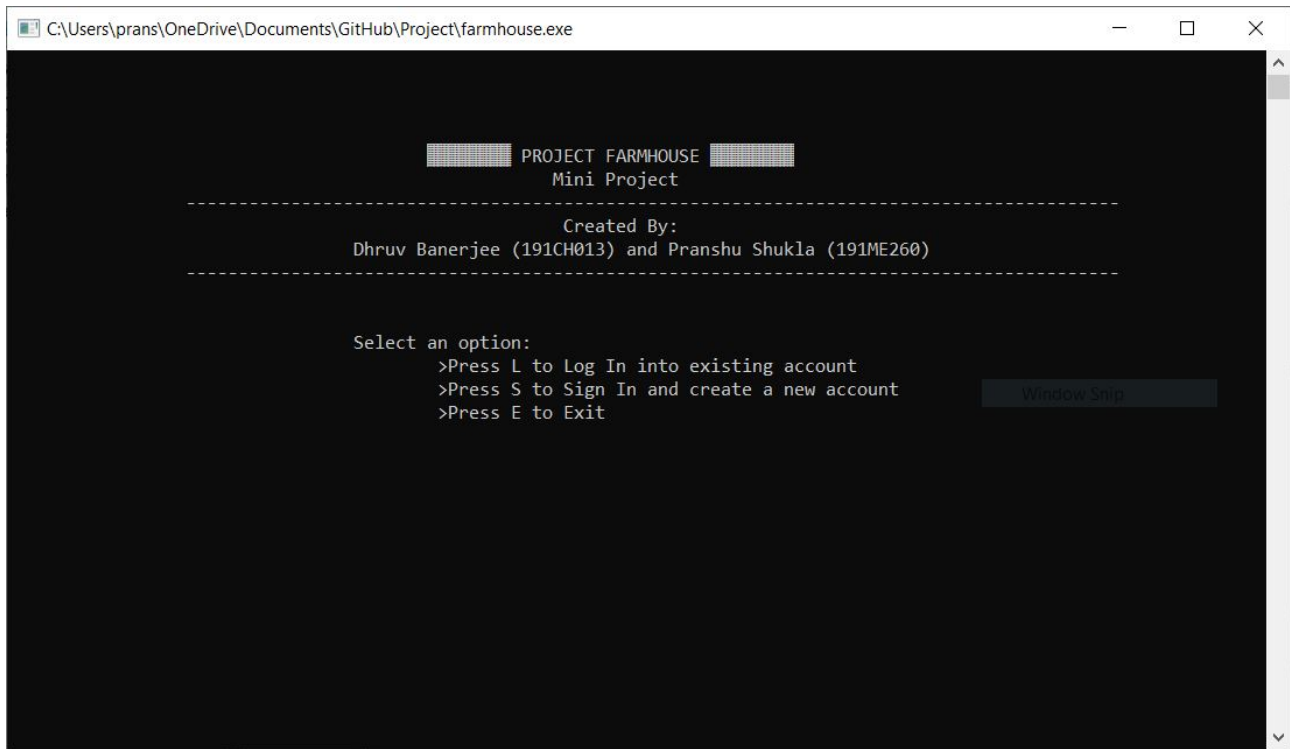 C:\Users\prans\OneDrive\Documents\GitHub\Project\farmhouse.exe
PROJECT FARMHOUSE
Mini Project
Created By:
Dhruv Banerjee (191CH013) and Pranshu Shukla (191ME260)
Select an option:
>Press L to Log In into existing account
>Press S to Sign In and create a new account
Window Snip
>Press E to Exit